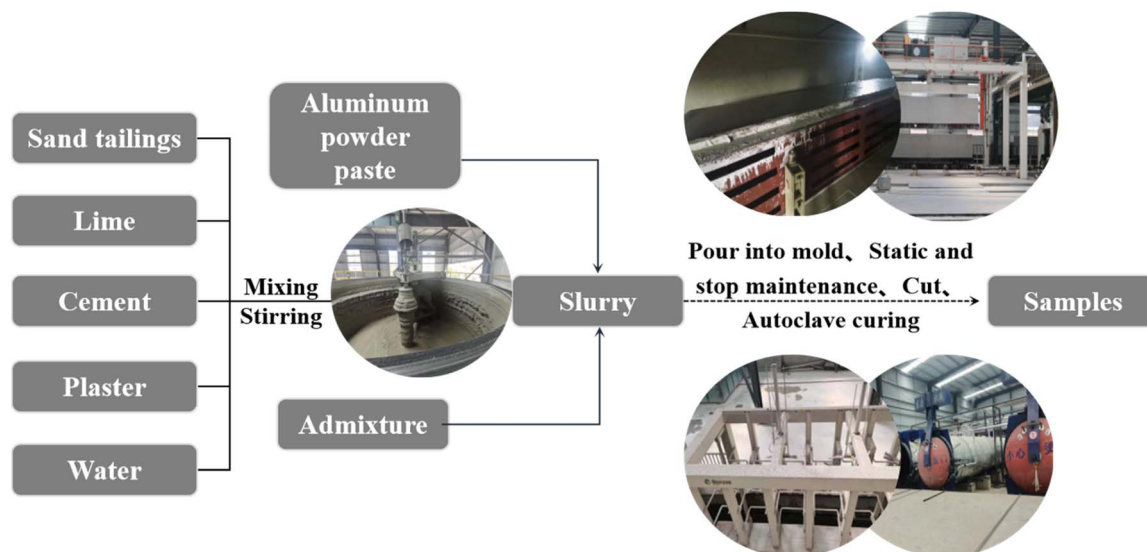 Sand tailings
Lime
Cement
Plaster
Water
Mixing
Stirring
Aluminum
powder
paste
Admixture
Slurry
Pour into mold、Static and
stop maintenance、Cut、
Autoclave curing
Samples